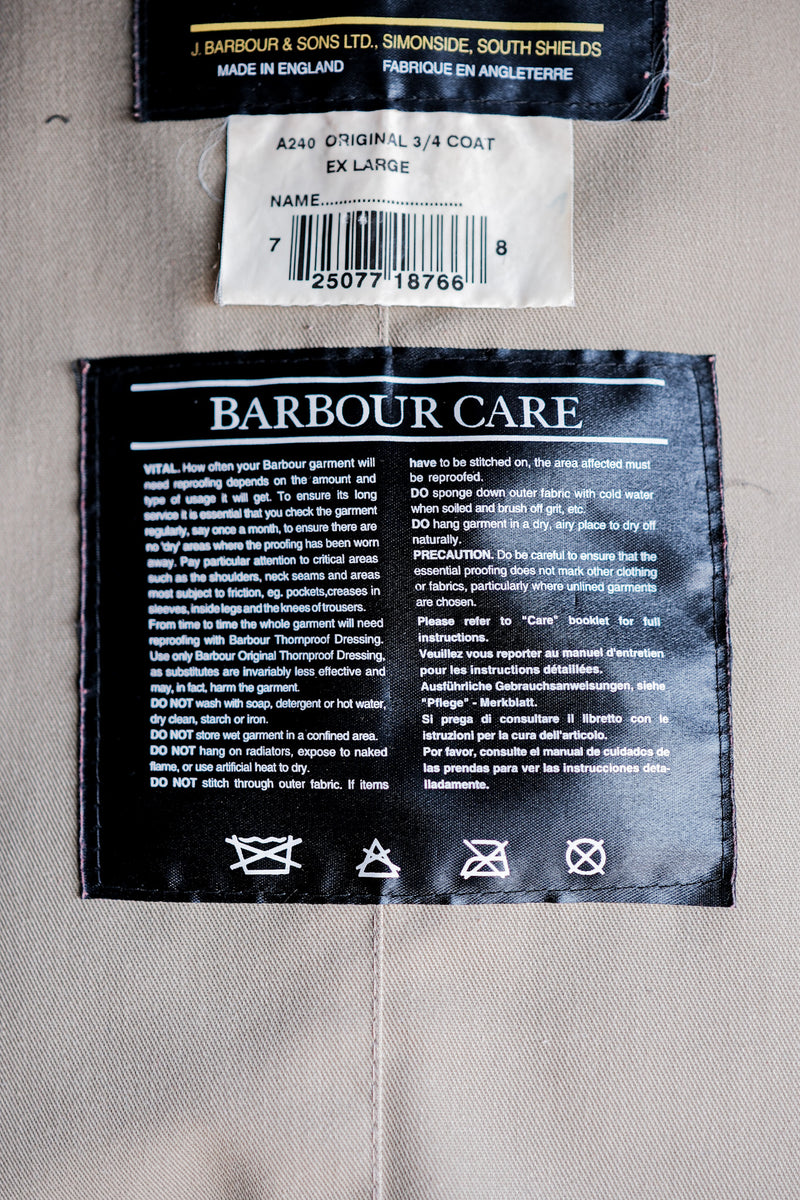 J. BARBOUR & SONS LTD., SIMONSIDE, SOUTH SHIELDS
MADE IN ENGLAND FABRIQUE EN ANGLETERRE
A240 ORIGINAL 3/4 COAT
EX LARGE
NAME..............................
7 25077 18766 8
BARBOUR CARE
VITAL. How often your Barbour garment will
need reproofing depends on the amount and
type of usage it will get. To ensure its long
service it is essential that you check the garment
regularly, say once a month, to ensure there are
no 'dry' areas where the proofing has been worn
away. Pay particular attention to critical areas
such as the shoulders, neck seams and areas
most subject to friction, eg. pockets,creases in
sleeves, inside legs and the knees of trousers.
From time to time the whole garment will need
reproofing with Barbour Thornproof Dressing.
Use only Barbour Original Thornproof Dressing,
as substitutes are invariably less effective and
may, in fact, harm the garment.
DO NOT wash with soap, detergent or hot water,
dry clean, starch or iron.
DO NOT store wet garment in a confined area.
DO NOT hang on radiators, expose to naked
flame, or use artificial heat to dry.
DO NOT stitch through outer fabric. If items
have to be stitched on, the area affected must
be reproofed.
DO sponge down outer fabric with cold water
when soiled and brush off grit, etc.
DO hang garment in a dry, airy place to dry off
naturally.
PRECAUTION. Do be careful to ensure that the
essential proofing does not mark other clothing
or fabrics, particularly where unlined garments
are chosen.
Please refer to "Care" booklet for full
instructions.
Veuillez vous reporter au manuel d'entretien
pour les instructions détaillées.
Ausführliche Gebrauchsanweisungen, siehe
"Pflege" - Merkblatt.
Si prega di consultare il libretto con le
istruzioni per la cura dell'articolo.
Por favor, consulte el manual de cuidados de
las prendas para ver las instrucciones deta-
lladamente.